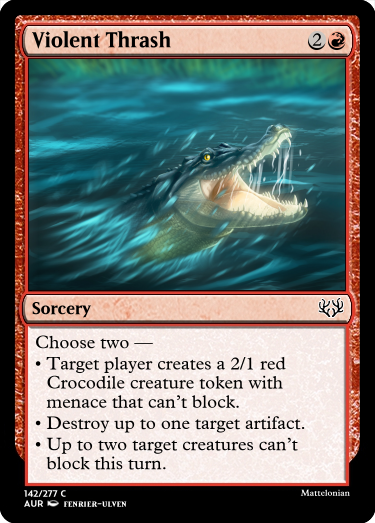 Violent Thrash 2
Sorcery
Choose two —
• Target player creates a 2/1 red
Crocodile creature token with
menace that can't block.
• Destroy up to one target artifact.
• Up to two target creatures can't
block this turn.
142/277 C Mattelonian
AUR FENRIER-ULVEN